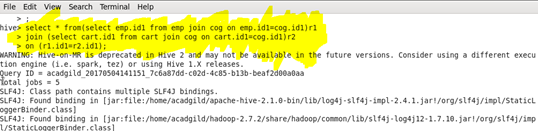 File Edit View Search Terminal Help
> ;
hive> select * from(select emp.id1 from emp join cog on emp.id1=cog.id)r1
> join (select cart.id1 from cart join cog on cart.id1=cog.id)r2
> on (r1.id1=r2.id1);
WARNING: Hive-on-MR is deprecated in Hive 2 and may not be available in the future versions. Consider using a different execu
tion engine (i.e. spark, tez) or using Hive 1.X releases.
Query ID = acadgild_20170504141151_7c6a87dd-c02d-4c85-b13b-beaf2d00a0aa
Total jobs = 5
SLF4J: Class path contains multiple SLF4J bindings.
SLF4J: Found binding in [jar:file:/home/acadgild/apache-hive-2.1.0-bin/lib/log4j-slf4j-impl-2.4.1.jar!/org/slf4j/impl/StaticL
oggerBinder.class]
SLF4J: Found binding in [jar:file:/home/acadgild/hadoop-2.7.2/share/hadoop/common/lib/slf4j-log4j12-1.7.10.jar!/org/slf4j/imp
l/StaticLoggerBinder.class]